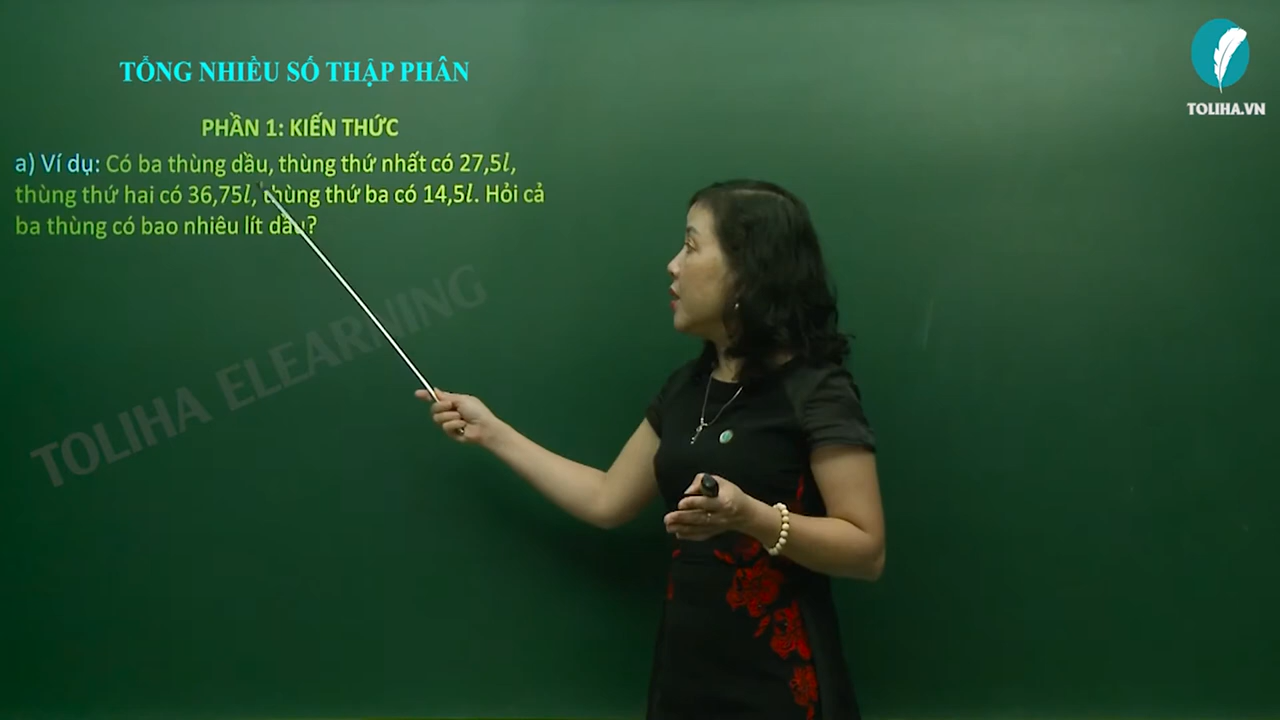 TỔNG NHIỀU SỐ THẬP PHÂN
TOLIHA.VN
PHẦN 1: KIẾN THỨC
a) Ví dụ: Có ba thùng dầu, thùng thứ nhất có 27,5l,
thùng thứ hai có 36,75l, thùng thứ ba có 14,5l. Hỏi cả
ba thùng có bao nhiêu lít dầu?
TOLIHA ELEARNING